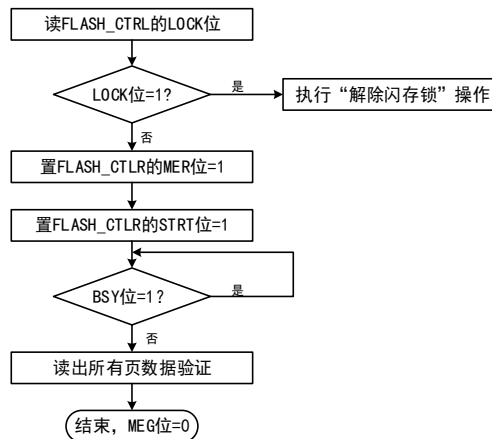 读FLASH_CTRL的LOCK位
LOCK位=1?
是
执行“解除闪存锁”操作
否
置FLASH_CTLR的MER位=1
置FLASH_CTLR的STRT位=1
BSY位=1?
是
否
读出所有页数据验证
结束, MEG位=0